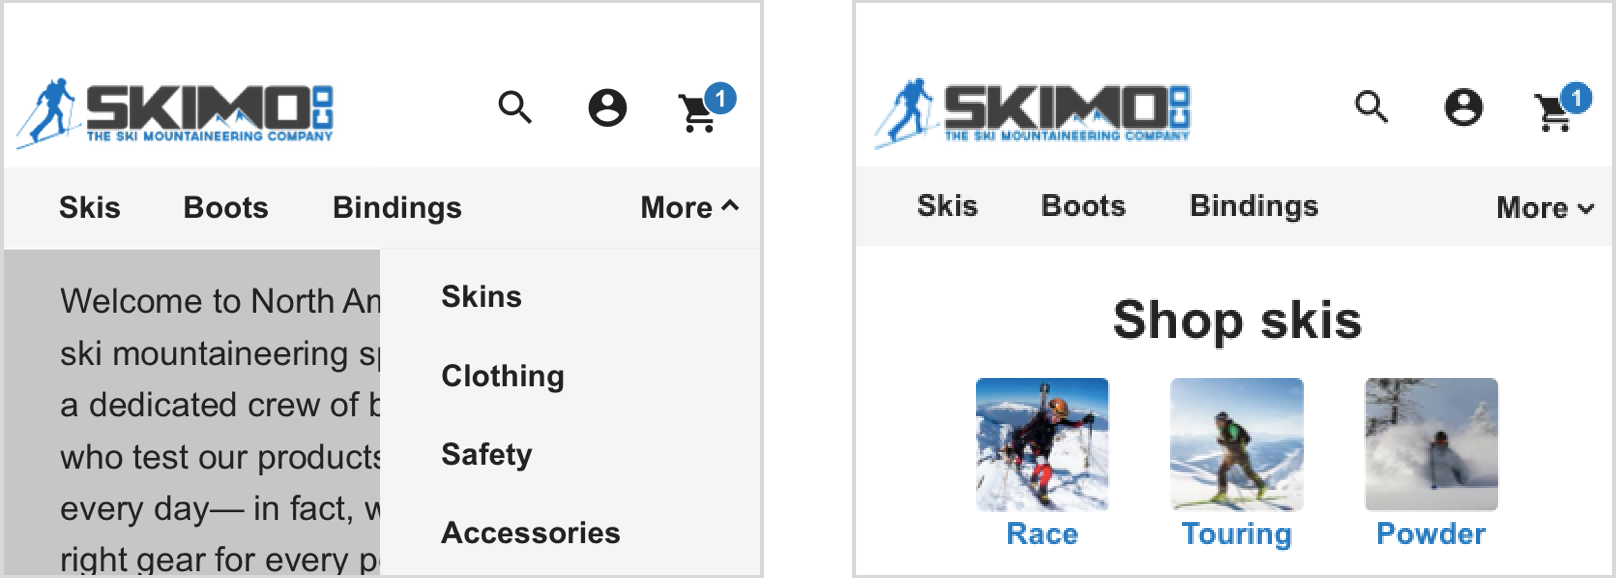 SKIMO CO
THE SKI MOUNTAINEERING COMPANY
1
Skis Boots Bindings More
Welcome to North Am
ski mountaineering sp
a dedicated crew of b
who test our products
every day— in fact, w
right gear for every p
Skins
Clothing
Safety
Accessories
SKIMO CO
THE SKI MOUNTAINEERING COMPANY
1
Skis Boots Bindings More
Shop skis
Race Touring Powder